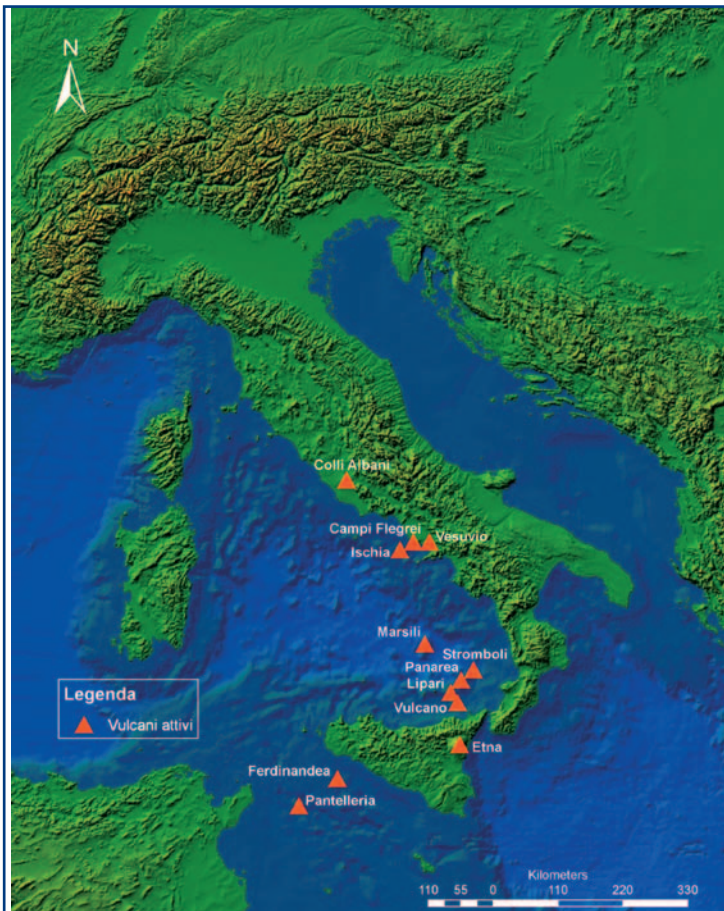 N
Colli Albani
Campi Flegrei
Vesuvio
Ischia
Marsili
Stromboli
Panarea
Lipari
Vulcano
Legenda
Vulcani attivi
Etna
Ferdinandea
Pantelleria
Kilometers
110 55 0 110 220 330